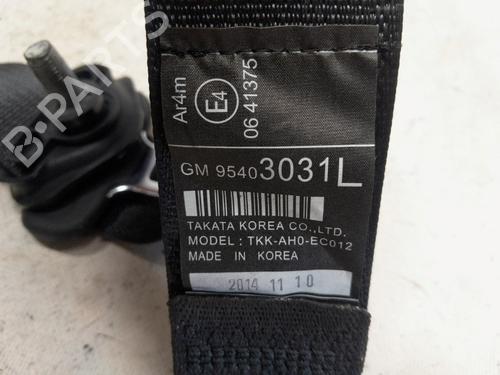 B-PARTS
Ar4m
E4
06 41375
GM 95403031L
TAKATA KOREA CO.,LTD.
MODEL : TKK-AH0-EC012
MADE IN KOREA
2014 11 10